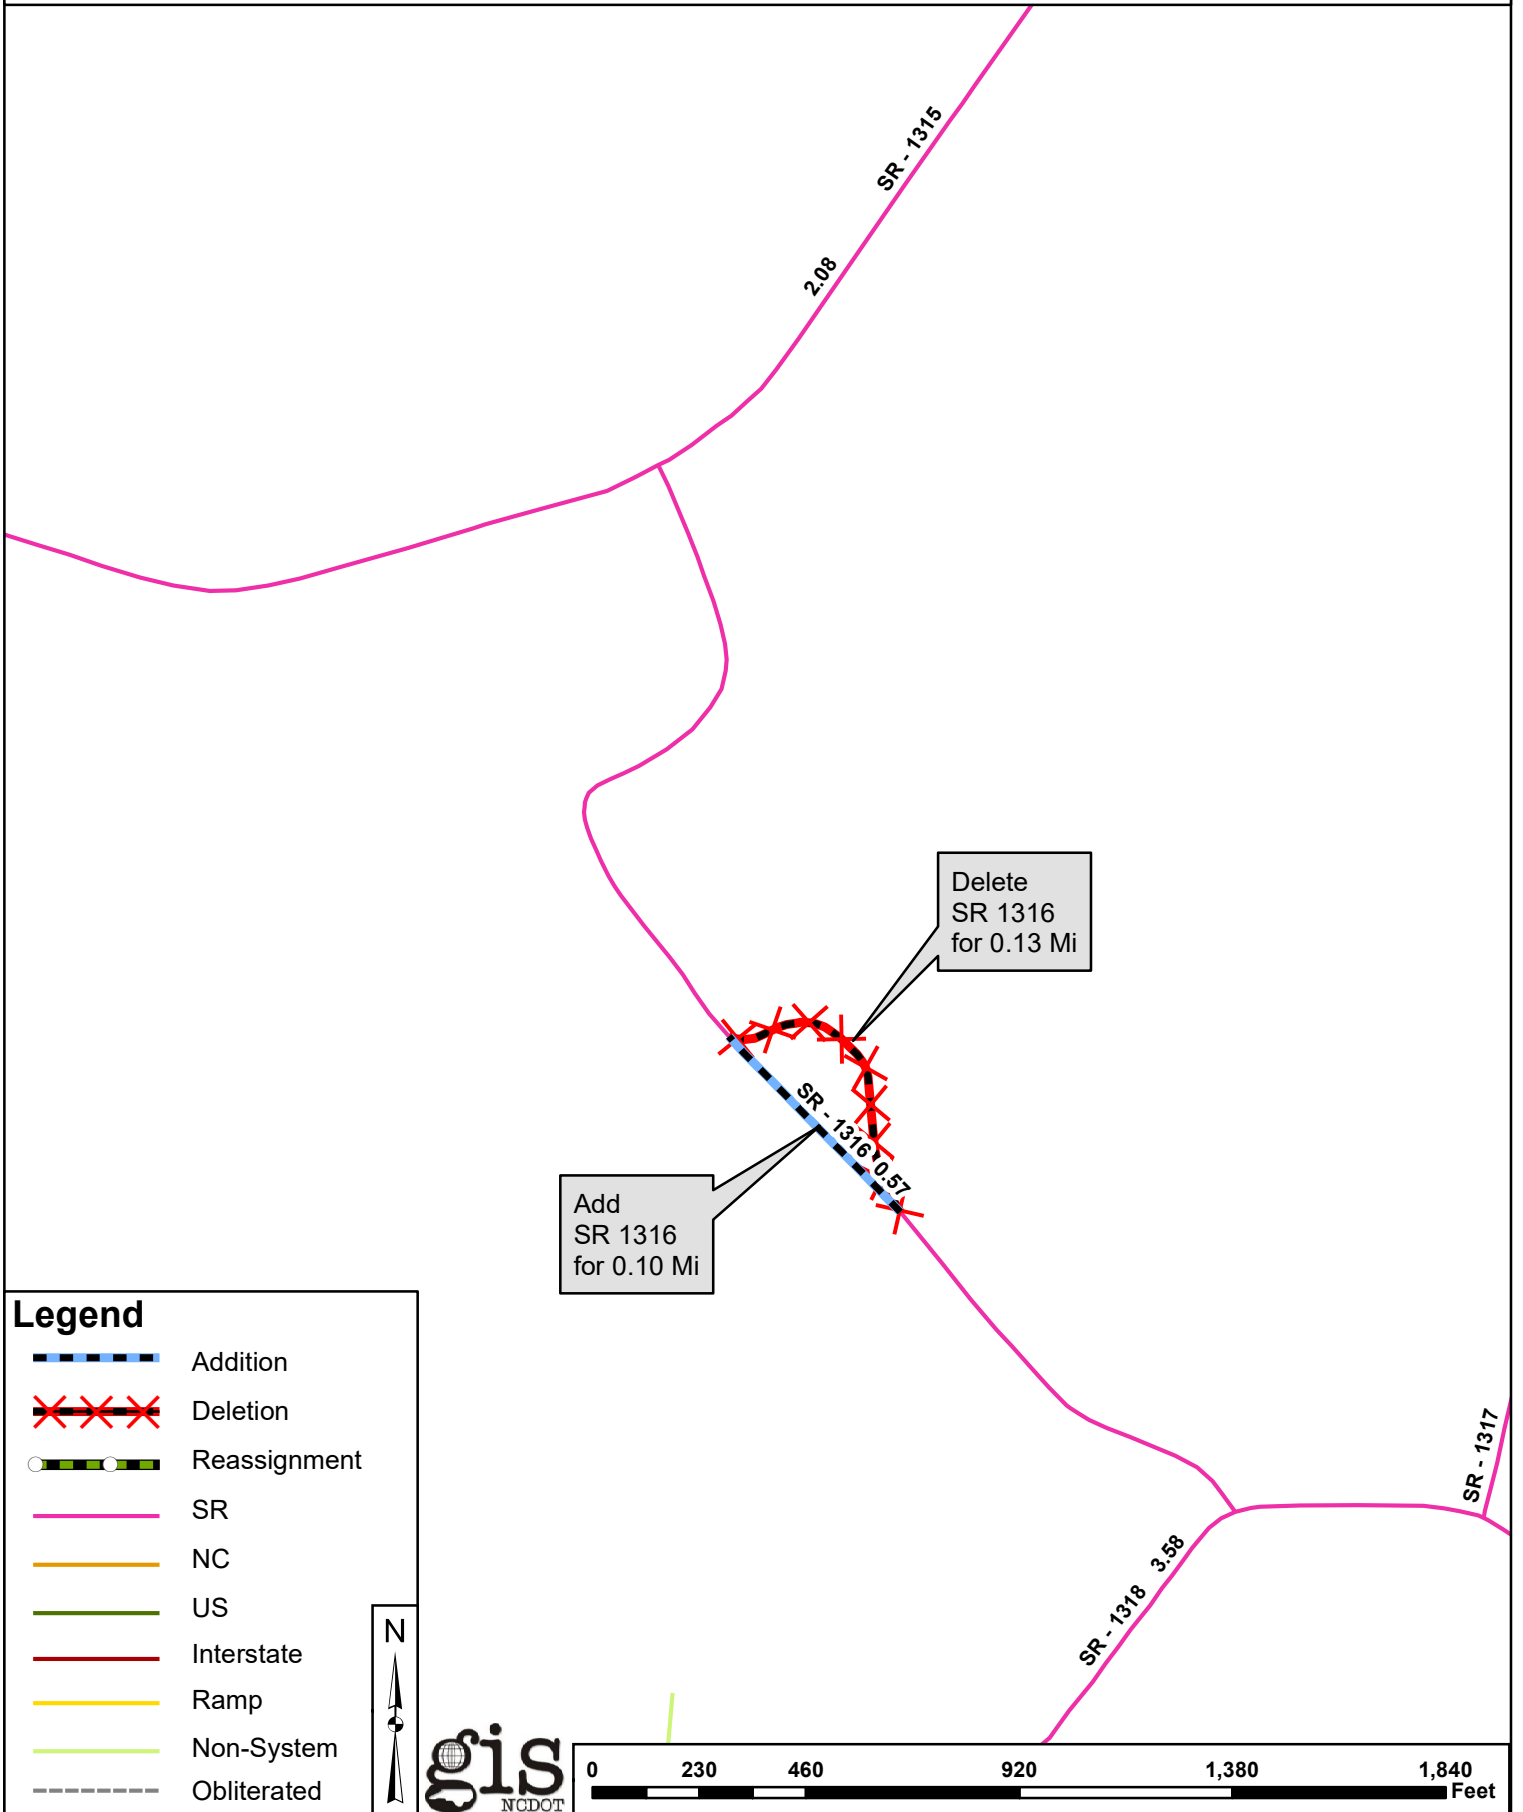 SR - 1315
2.08
Delete
SR 1316
for 0.13 Mi
SR - 1316 0.57
Add
SR 1316
for 0.10 Mi
SR - 1317
SR - 1318 3.58
Legend
Addition
Deletion
Reassignment
SR
NC
US
Interstate
Ramp
Non-System
Obliterated
N
gis
NCDOT
0 230 460 920 1,380 1,840
Feet